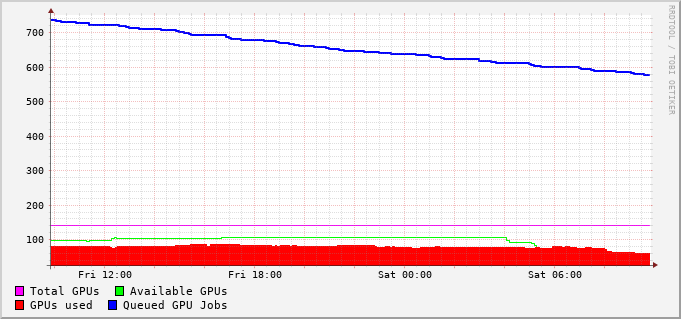 700
600
500
400
300
200
100
Fri 12:00 Fri 18:00 Sat 00:00 Sat 06:00
Total GPUs Available GPUs
GPUs used Queued GPU Jobs
RRDTOOL / TOBI OETIKER